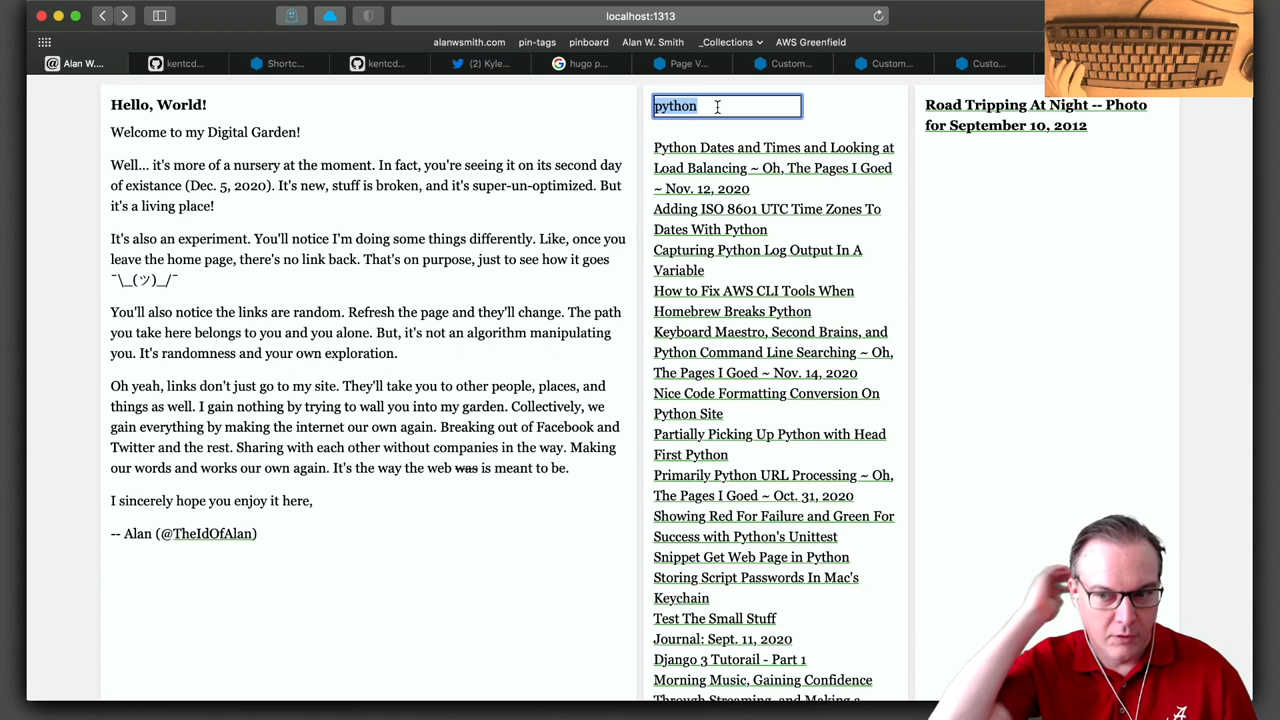 localhost:1313
alanwsmith.com pin-tags pinboard Alan W. Smith _Collections AWS Greenfield
@ Alan W....
kentcd...
Shortc...
kentcd...
(2) Kyle...
G hugo p...
Page V...
Custom...
Custom...
Custo...
Hello, World!
Welcome to my Digital Garden!
Well... it's more of a nursery at the moment. In fact, you're seeing it on its second day
of existance (Dec. 5, 2020). It's new, stuff is broken, and it's super-un-optimized. But
it's a living place!
It's also an experiment. You'll notice I'm doing some things differently. Like, once you
leave the home page, there's no link back. That's on purpose, just to see how it goes
¯\_(ツ)_/¯
You'll also notice the links are random. Refresh the page and they'll change. The path
you take here belongs to you and you alone. But, it's not an algorithm manipulating
you. It's randomness and your own exploration.
Oh yeah, links don't just go to my site. They'll take you to other people, places, and
things as well. I gain nothing by trying to wall you into my garden. Collectively, we
gain everything by making the internet our own again. Breaking out of Facebook and
Twitter and the rest. Sharing with each other without companies in the way. Making
our words and works our own again. It's the way the web was is meant to be.
I sincerely hope you enjoy it here,
-- Alan (@TheIdOfAlan)
python
Python Dates and Times and Looking at
Load Balancing ~ Oh, The Pages I Goed
~ Nov. 12, 2020
Adding ISO 8601 UTC Time Zones To
Dates With Python
Capturing Python Log Output In A
Variable
How to Fix AWS CLI Tools When
Homebrew Breaks Python
Keyboard Maestro, Second Brains, and
Python Command Line Searching ~ Oh,
The Pages I Goed ~ Nov. 14, 2020
Nice Code Formatting Conversion On
Python Site
Partially Picking Up Python with Head
First Python
Primarily Python URL Processing ~ Oh,
The Pages I Goed ~ Oct. 31, 2020
Showing Red For Failure and Green For
Success with Python's Unittest
Snippet Get Web Page in Python
Storing Script Passwords In Mac's
Keychain
Test The Small Stuff
Journal: Sept. 11, 2020
Django 3 Tutorail - Part 1
Morning Music, Gaining Confidence
Through Streaming, and Making a
Road Tripping At Night -- Photo
for September 10, 2012